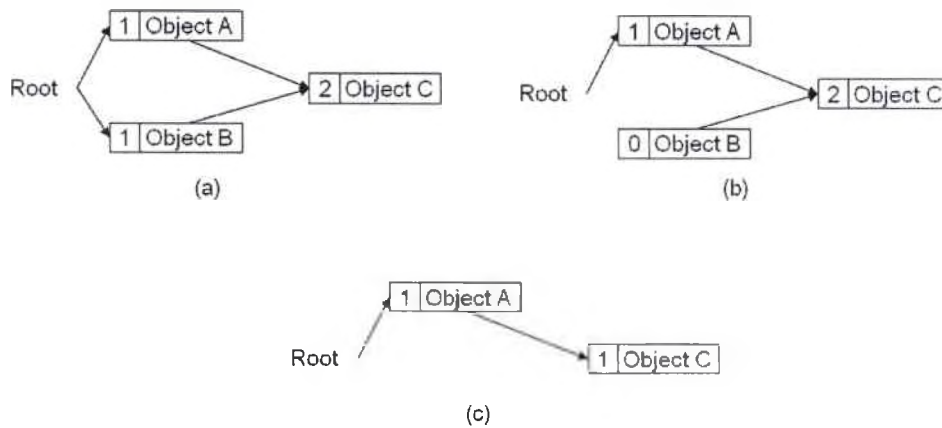 1 Object A
Root
2 Object C
1 Object B
(a)
1 Object A
Root
2 Object C
0 Object B
(b)
1 Object A
Root
1 Object C
(c)